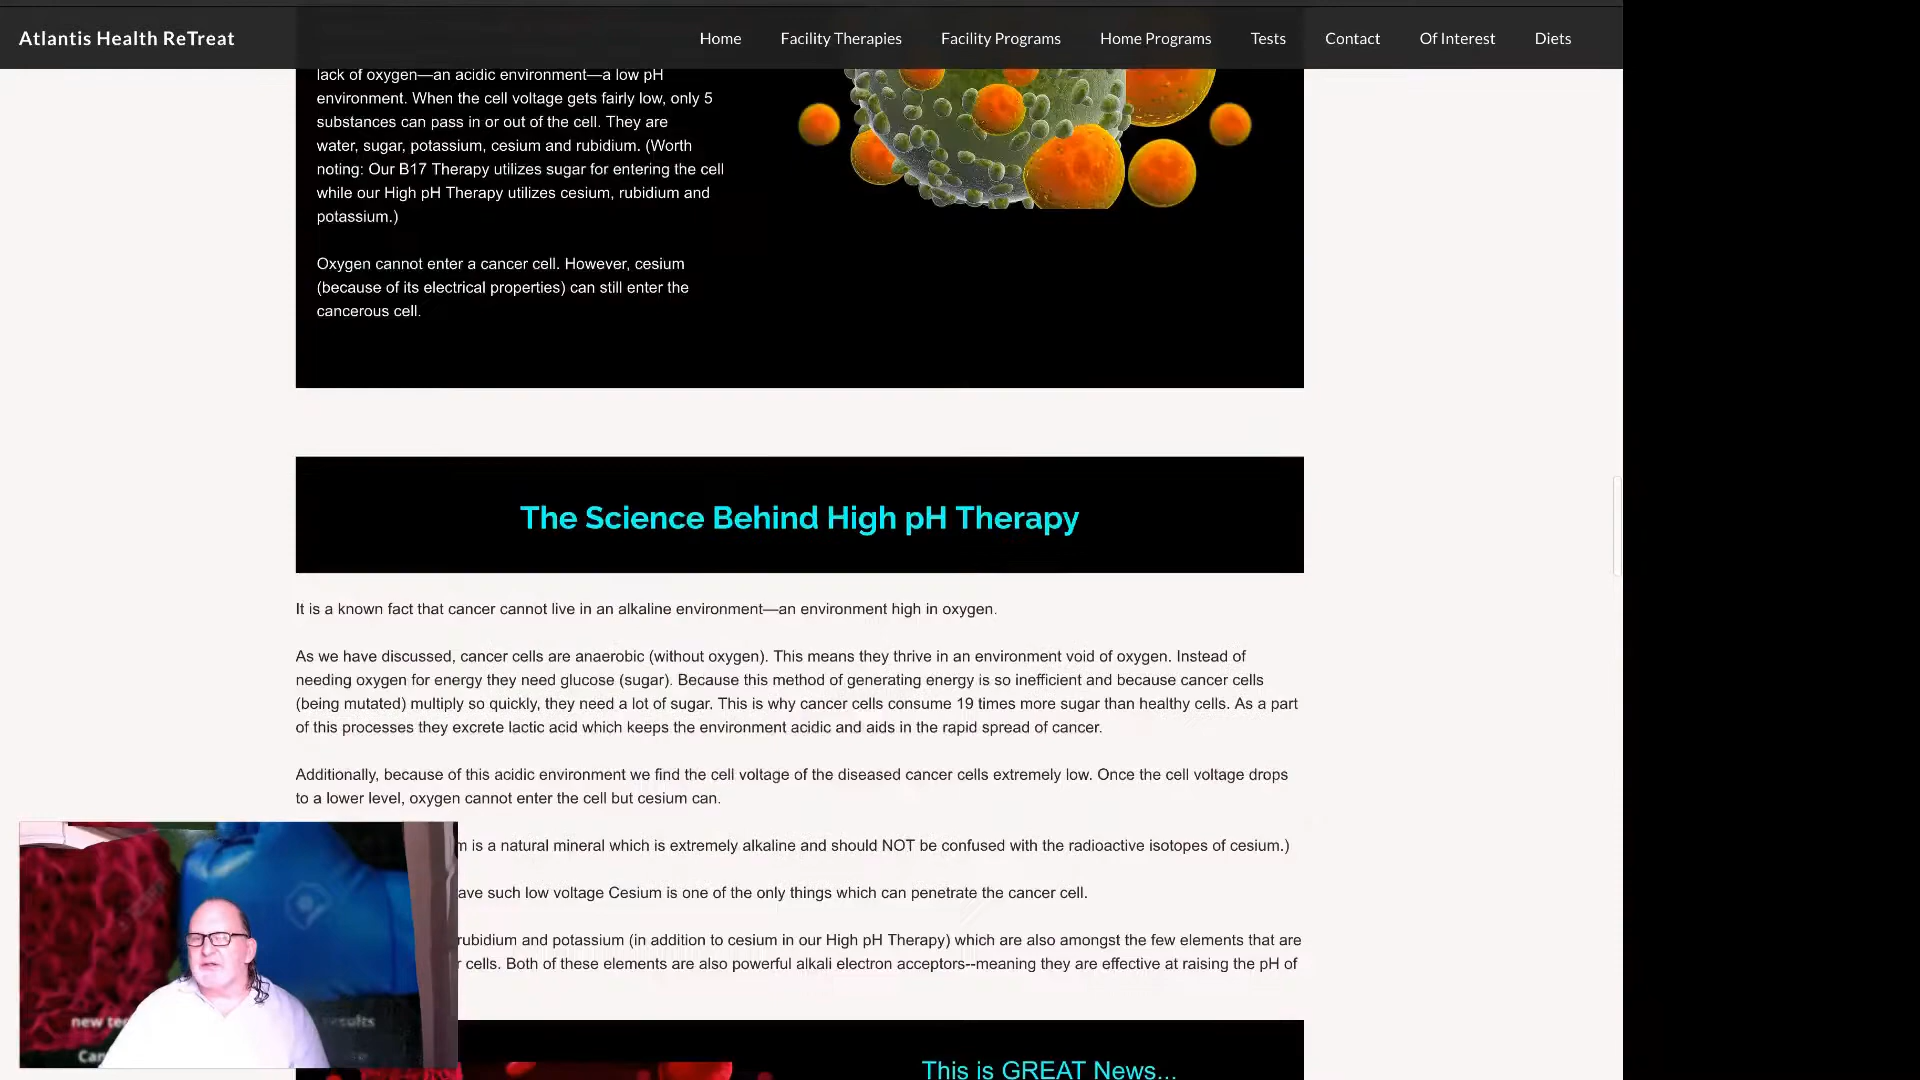 Atlantis Health ReTreat
Home Facility Therapies Facility Programs Home Programs Tests Contact Of Interest Diets
lack of oxygen—an acidic environment—a low pH
environment. When the cell voltage gets fairly low, only 5
substances can pass in or out of the cell. They are
water, sugar, potassium, cesium and rubidium. (Worth
noting: Our B17 Therapy utilizes sugar for entering the cell
while our High pH Therapy utilizes cesium, rubidium and
potassium.)
Oxygen cannot enter a cancer cell. However, cesium
(because of its electrical properties) can still enter the
cancerous cell.
The Science Behind High pH Therapy
It is a known fact that cancer cannot live in an alkaline environment—an environment high in oxygen.
As we have discussed, cancer cells are anaerobic (without oxygen). This means they thrive in an environment void of oxygen. Instead of
needing oxygen for energy they need glucose (sugar). Because this method of generating energy is so inefficient and because cancer cells
(being mutated) multiply so quickly, they need a lot of sugar. This is why cancer cells consume 19 times more sugar than healthy cells. As a part
of this processes they excrete lactic acid which keeps the environment acidic and aids in the rapid spread of cancer.
Additionally, because of this acidic environment we find the cell voltage of the diseased cancer cells extremely low. Once the cell voltage drops
to a lower level, oxygen cannot enter the cell but cesium can.
m is a natural mineral which is extremely alkaline and should NOT be confused with the radioactive isotopes of cesium.)
ave such low voltage Cesium is one of the only things which can penetrate the cancer cell.
rubidium and potassium (in addition to cesium in our High pH Therapy) which are also amongst the few elements that are
r cells. Both of these elements are also powerful alkali electron acceptors--meaning they are effective at raising the pH of
new te
Can
This is GREAT News...